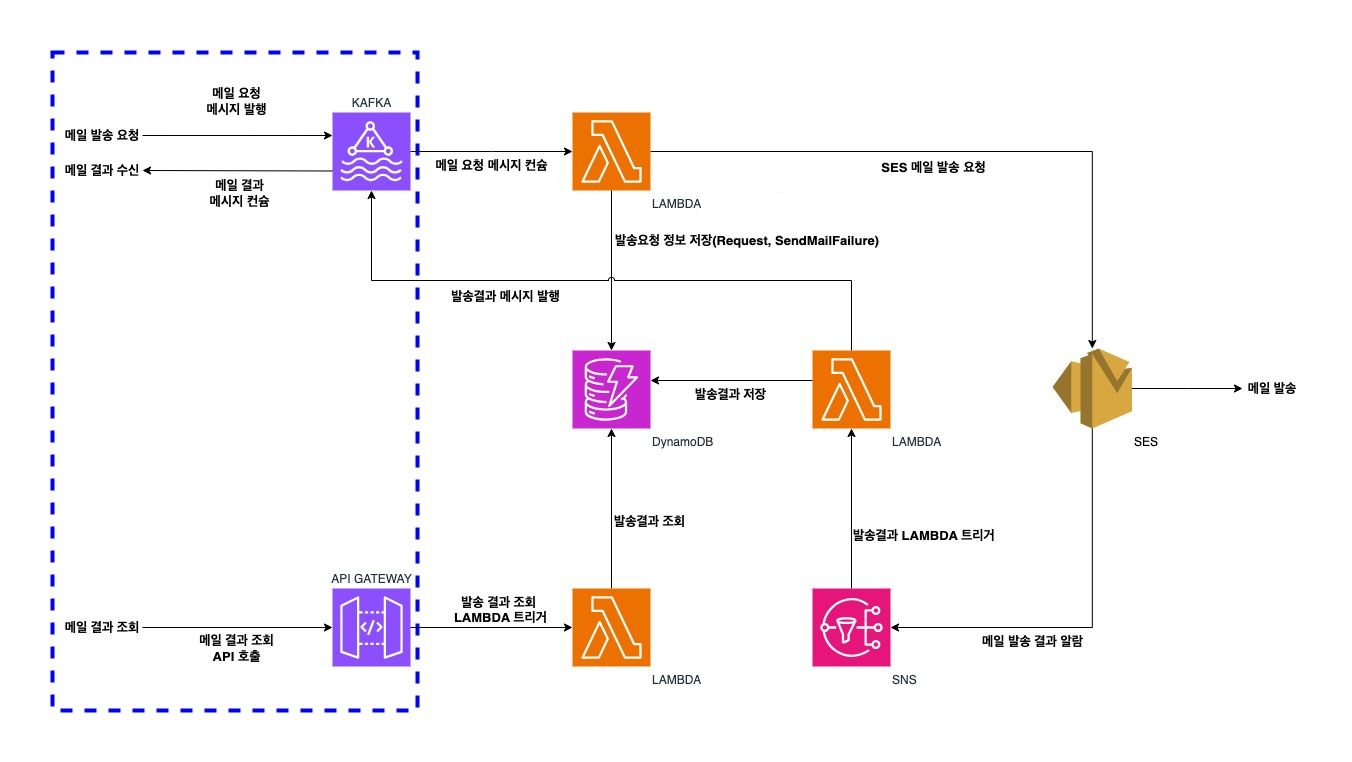 메일 요청
메시지 발행
KAFKA
메일 발송 요청
메일 요청 메시지 컨슘
SES 메일 발송 요청
메일 결과 수신
메일 결과
메시지 컨슘
LAMBDA
발송요청 정보 저장(Request, SendMailFailure)
발송결과 메시지 발행
발송결과 저장
메일 발송
DynamoDB
LAMBDA
SES
발송결과 조회
발송결과 LAMBDA 트리거
API GATEWAY
발송 결과 조회
LAMBDA 트리거
메일 결과 조회
메일 결과 조회
API 호출
메일 발송 결과 알람
LAMBDA
SNS